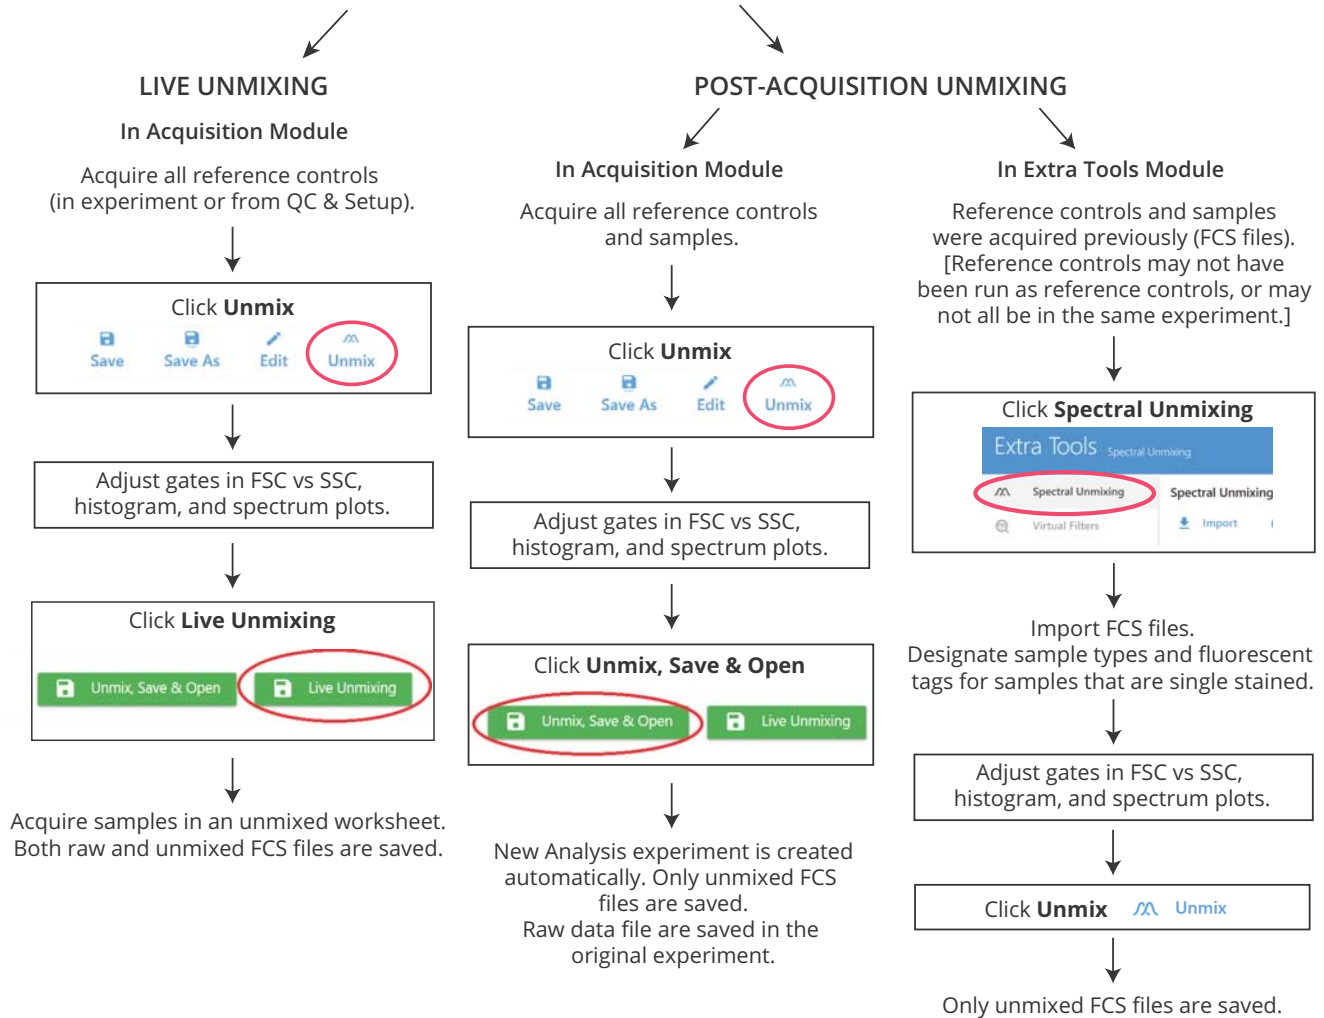 LIVE UNMIXING
In Acquisition Module
Acquire all reference controls
(in experiment or from QC & Setup).
Click Unmix
Save
Save As
Edit
Unmix
Adjust gates in FSC vs SSC,
histogram, and spectrum plots.
Click Live Unmixing
Unmix, Save & Open
Live Unmixing
Acquire samples in an unmixed worksheet.
Both raw and unmixed FCS files are saved.
POST-ACQUISITION UNMIXING
In Acquisition Module
Acquire all reference controls
and samples.
Click Unmix
Save
Save As
Edit
Unmix
Adjust gates in FSC vs SSC,
histogram, and spectrum plots.
Click Unmix, Save & Open
Unmix, Save & Open
Live Unmixing
New Analysis experiment is created
automatically. Only unmixed FCS
files are saved.
Raw data file are saved in the
original experiment.
In Extra Tools Module
Reference controls and samples
were acquired previously (FCS files).
[Reference controls may not have
been run as reference controls, or may
not all be in the same experiment.]
Click Spectral Unmixing
Extra Tools Spectral Unmixing
Spectral Unmixing
Spectral Unmixing
Virtual Filters
Import
Import FCS files.
Designate sample types and fluorescent
tags for samples that are single stained.
Adjust gates in FSC vs SSC,
histogram, and spectrum plots.
Click Unmix Unmix
Only unmixed FCS files are saved.